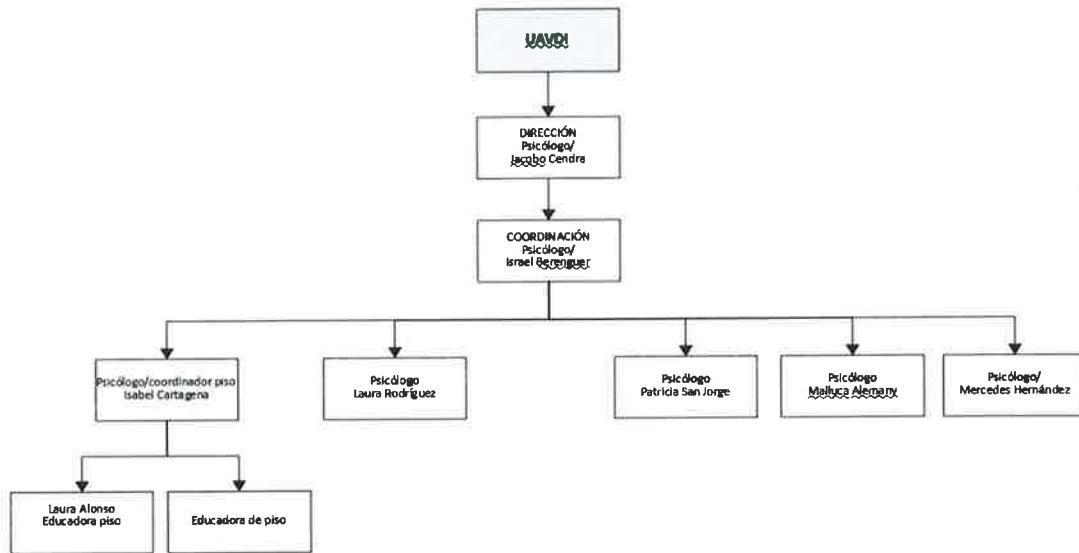 UAVDI
DIRECCIÓN
Psicólogo/
Jacobo Cendra
COORDINACIÓN
Psicólogo/
Israel Berenguer
Psicólogo/coordinador piso
Isabel Cartagena
Psicólogo
Laura Rodríguez
Psicólogo
Patricia San Jorge
Psicólogo
Malluca Alemany
Psicólogo/
Mercedes Hernández
Laura Alonso
Educadora piso
Educadora de piso